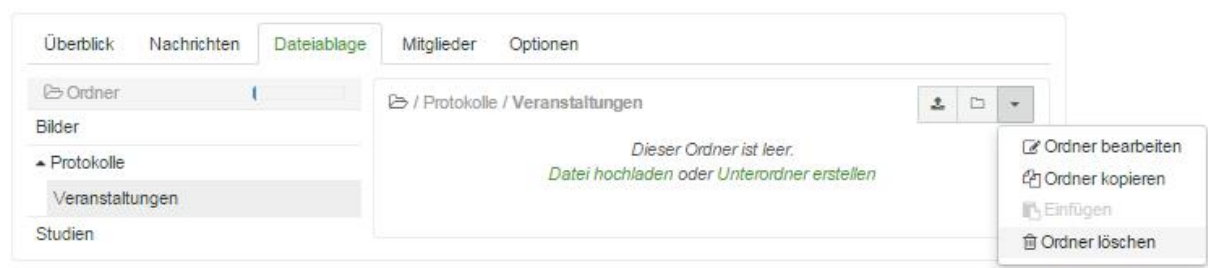 Überblick Nachrichten Dateiablage Mitglieder Optionen
Ordner
Bilder
Protokolle
Veranstaltungen
Studien
/ Protokolle / Veranstaltungen
Dieser Ordner ist leer.
Datei hochladen oder Unterordner erstellen
Ordner bearbeiten
Ordner kopieren
Einfügen
Ordner löschen